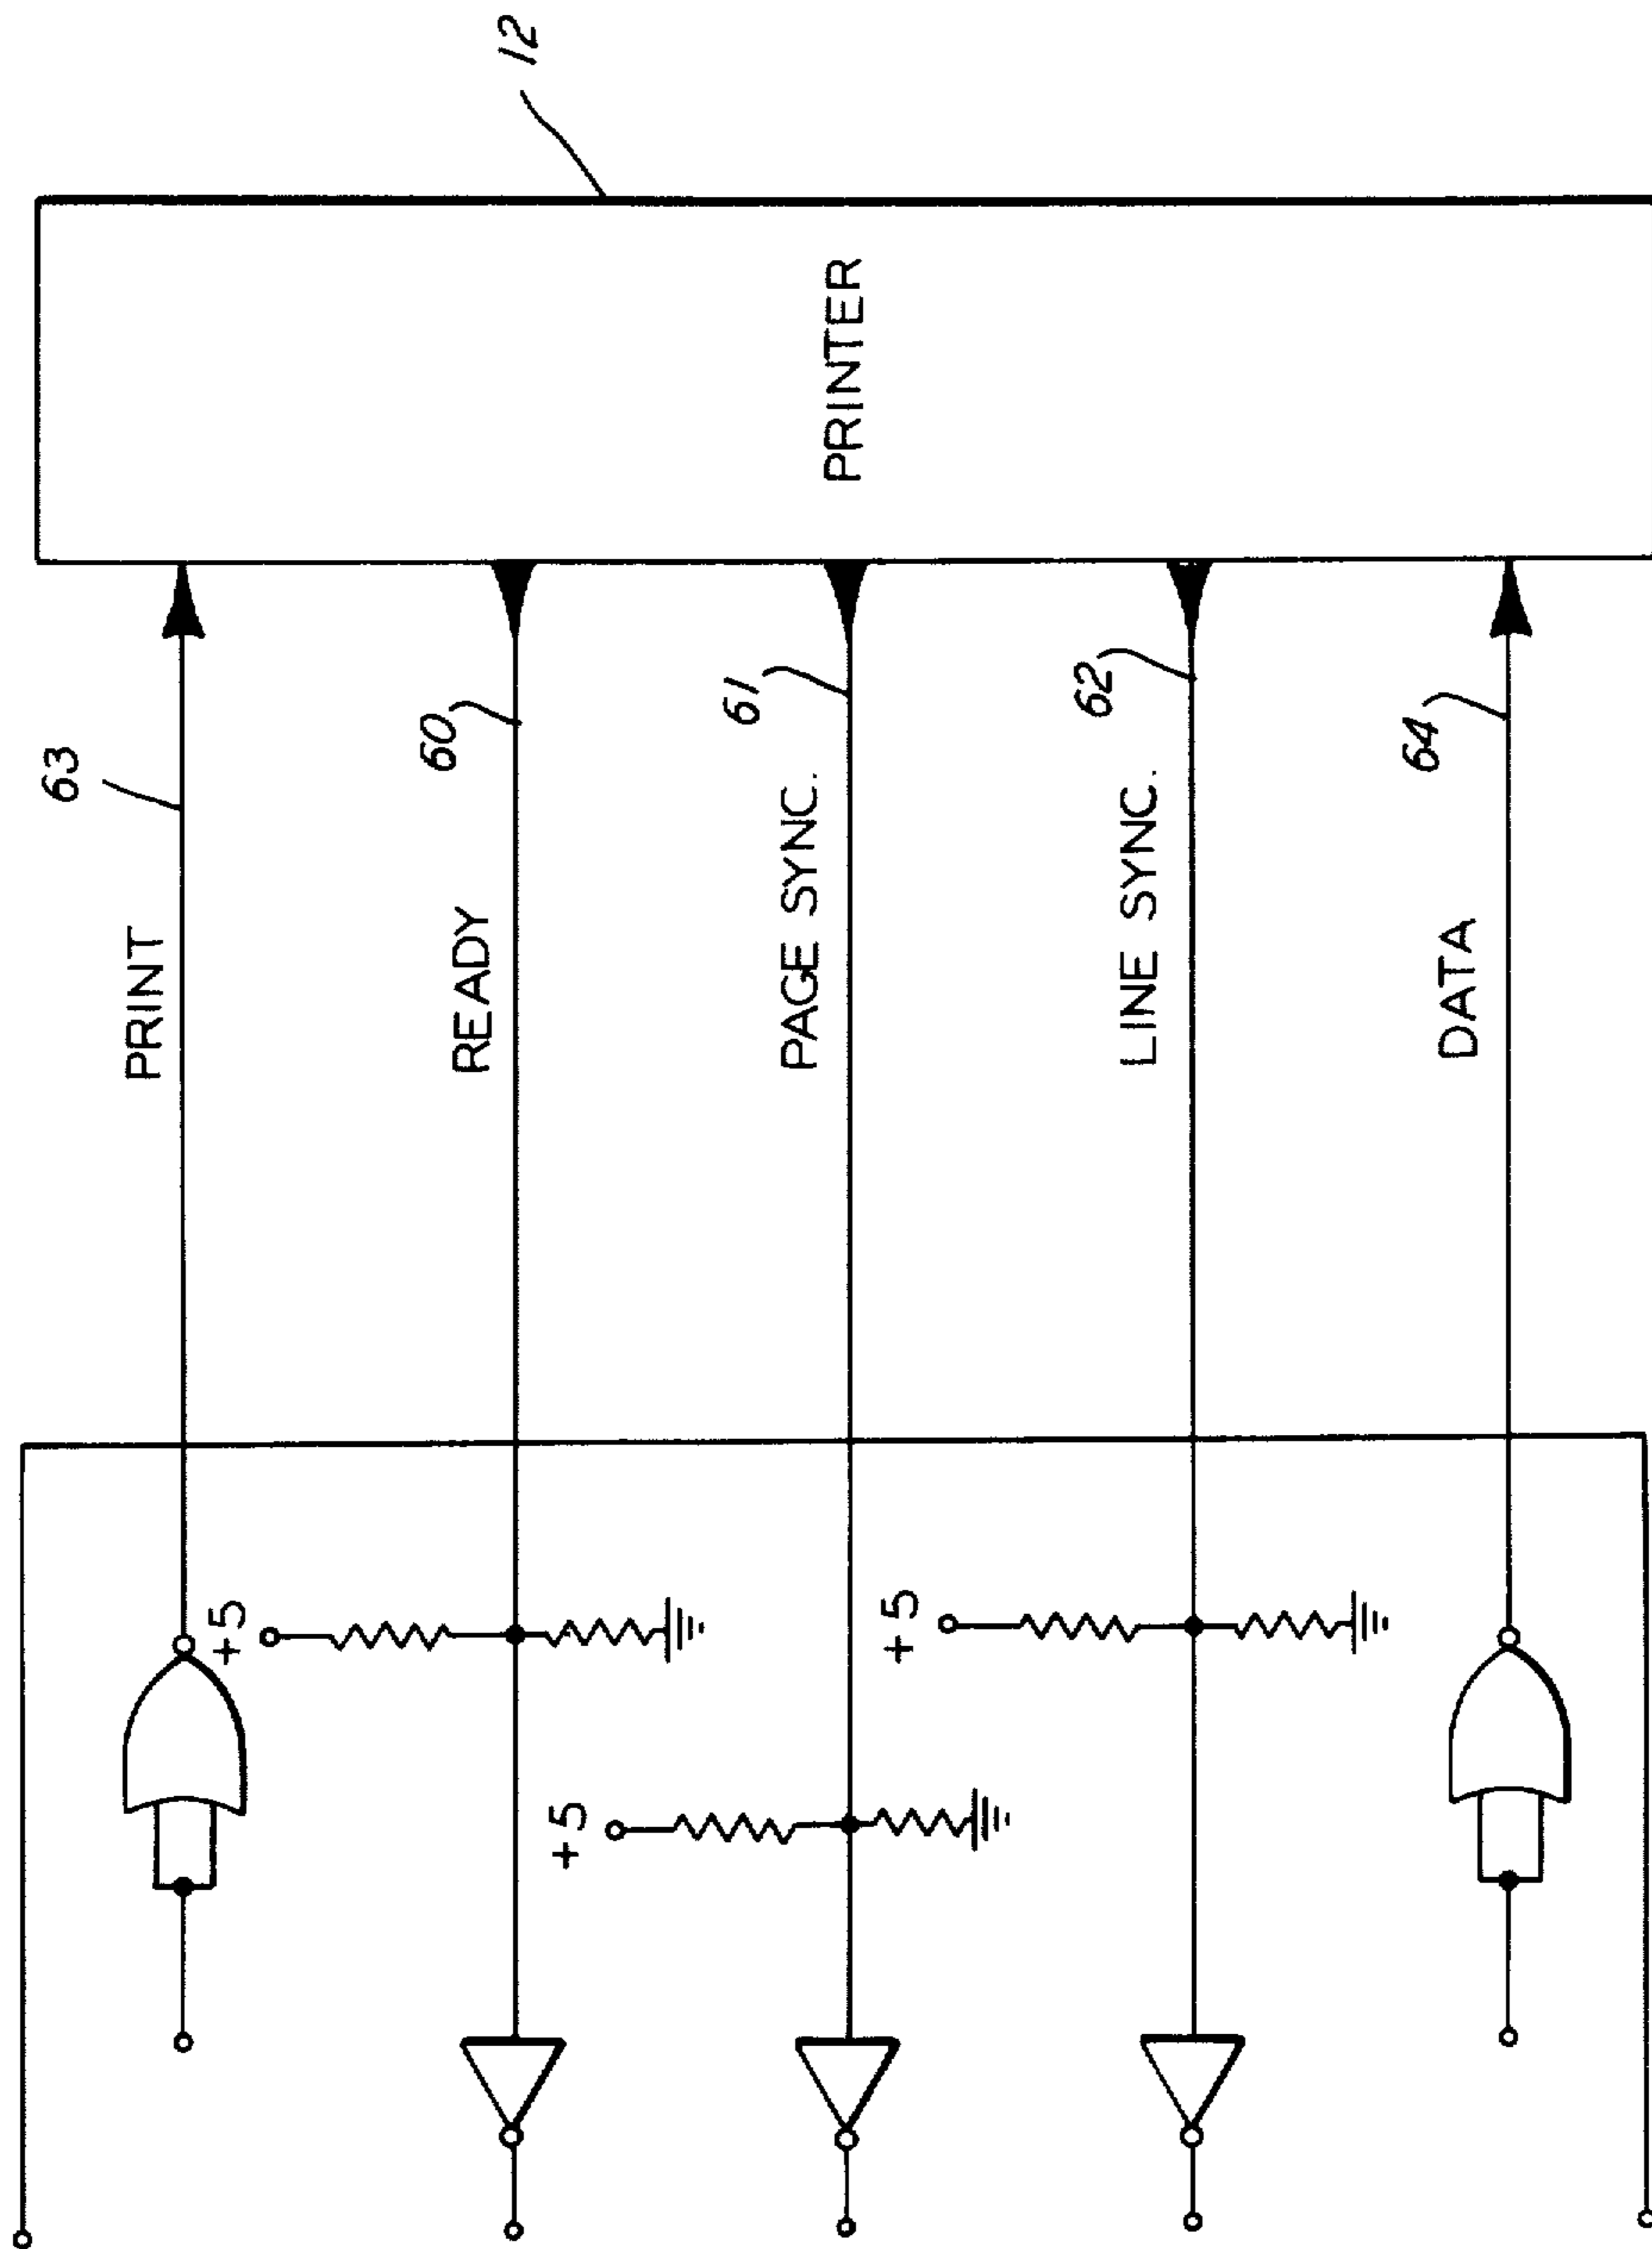 12
PRINTER
63
PRINT
60
READY
61
PAGE SYNC.
62
LINE SYNC.
64
DATA
+5
+5
+5